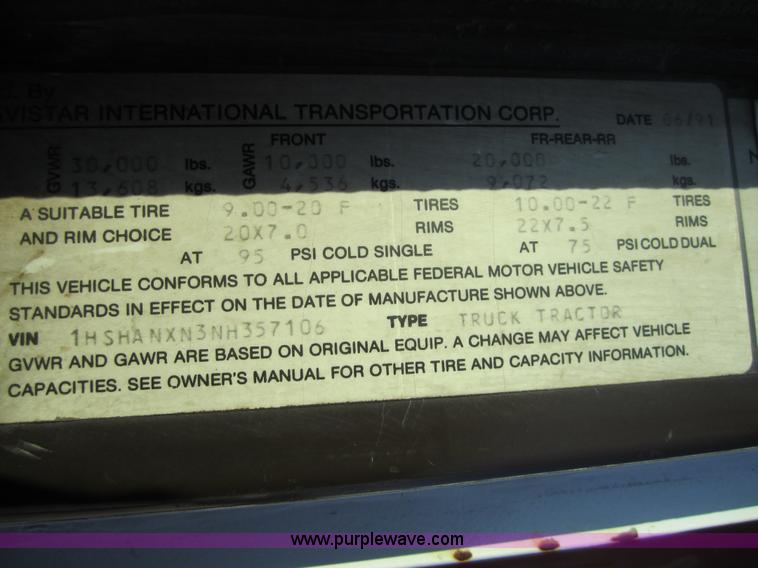 d. By
VISTAR INTERNATIONAL TRANSPORTATION CORP. DATE 06/91
FRONT FR-REAR-RR
GVWR 30,000 lbs. GAWR 10,000 lbs. 20,000 lbs.
13,608 kgs. 4,536 kgs. 9,072 kgs.
A SUITABLE TIRE 9.00-20 F TIRES 10.00-22 F TIRES
AND RIM CHOICE 20X7.0 RIMS 22X7.5 RIMS
AT 95 PSI COLD SINGLE AT 75 PSI COLD DUAL
THIS VEHICLE CONFORMS TO ALL APPLICABLE FEDERAL MOTOR VEHICLE SAFETY
STANDARDS IN EFFECT ON THE DATE OF MANUFACTURE SHOWN ABOVE.
VIN 1HSHANXN3NH357106 TYPE TRUCK TRACTOR
GVWR AND GAWR ARE BASED ON ORIGINAL EQUIP. A CHANGE MAY AFFECT VEHICLE
CAPACITIES. SEE OWNER'S MANUAL FOR OTHER TIRE AND CAPACITY INFORMATION.
www.purplewave.com